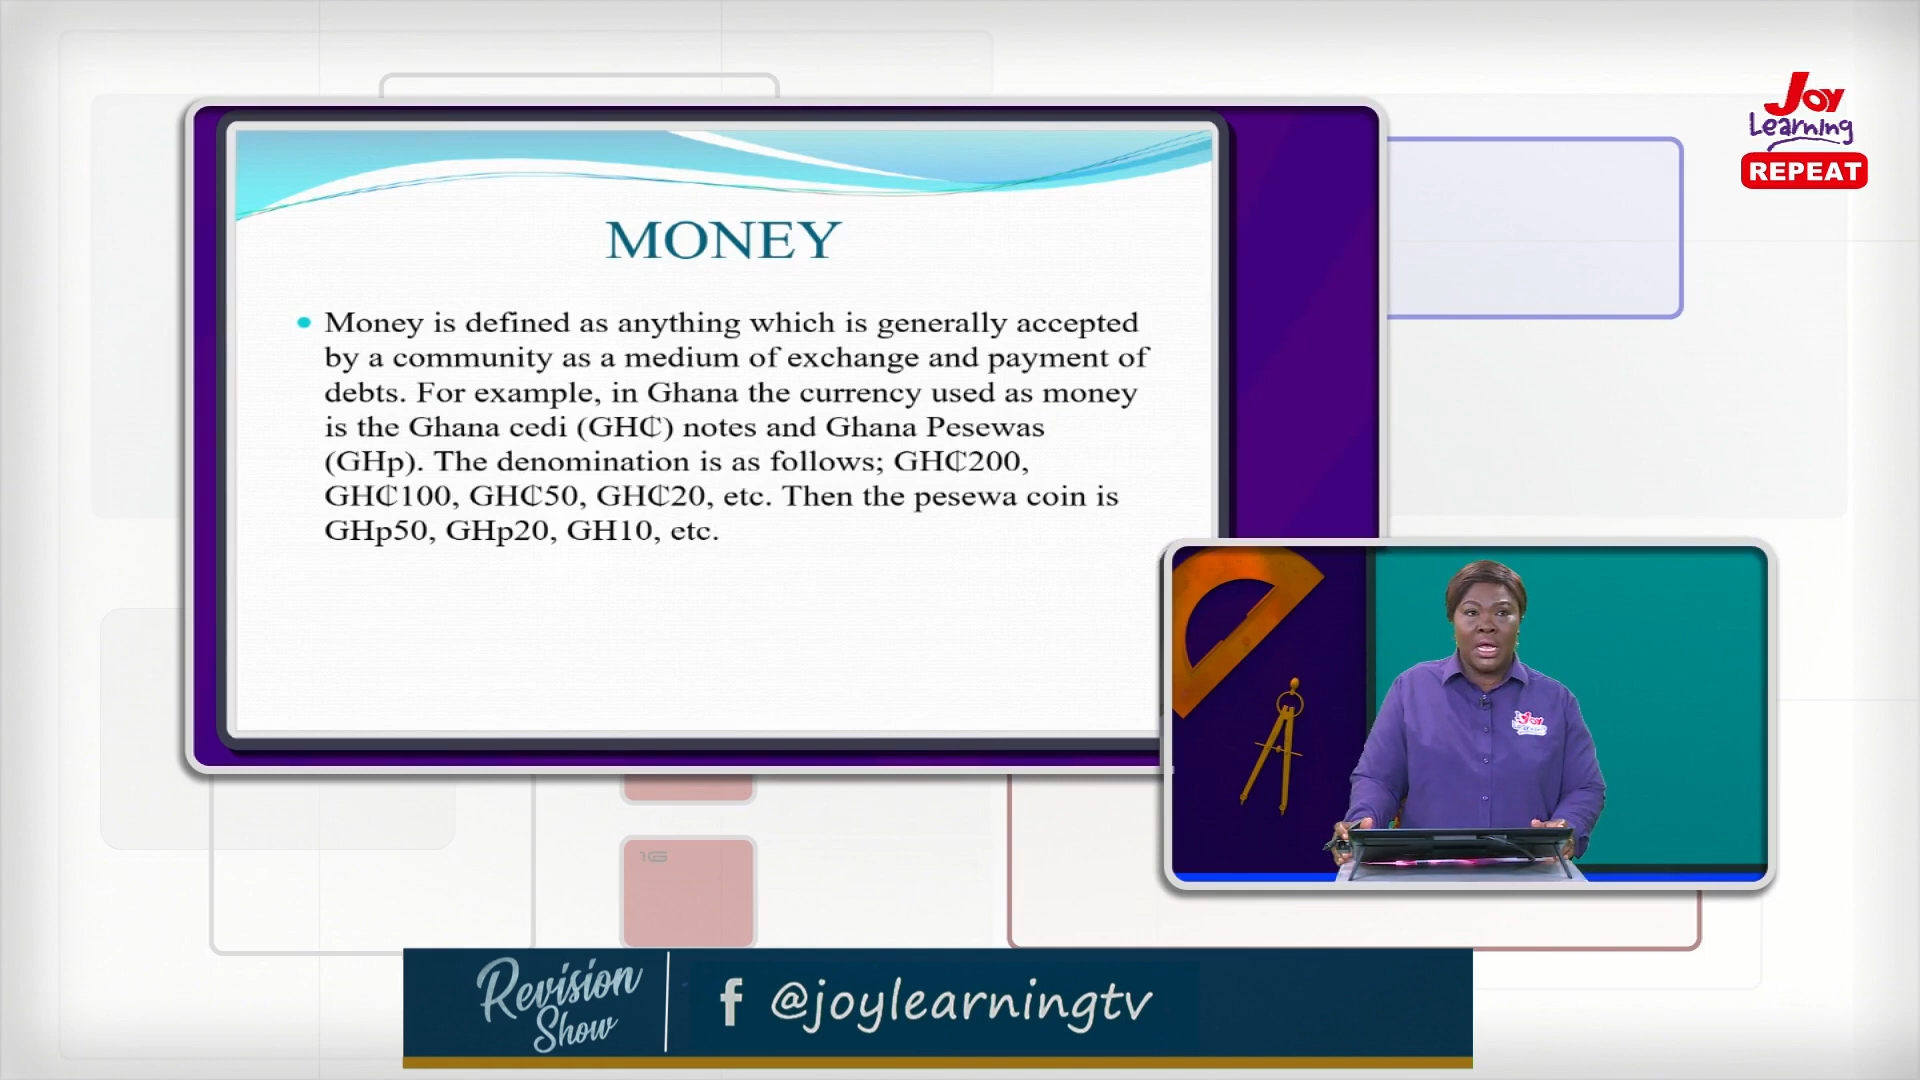 Joy
Learning
REPEAT
MONEY
• Money is defined as anything which is generally accepted
by a community as a medium of exchange and payment of
debts. For example, in Ghana the currency used as money
is the Ghana cedi (GH₵) notes and Ghana Pesewas
(GHp). The denomination is as follows; GH₵200,
GH₵100, GH₵50, GH₵20, etc. Then the pesewa coin is
GHp50, GHp20, GH10, etc.
Joy
16
Revision
Show
f @joylearningtv